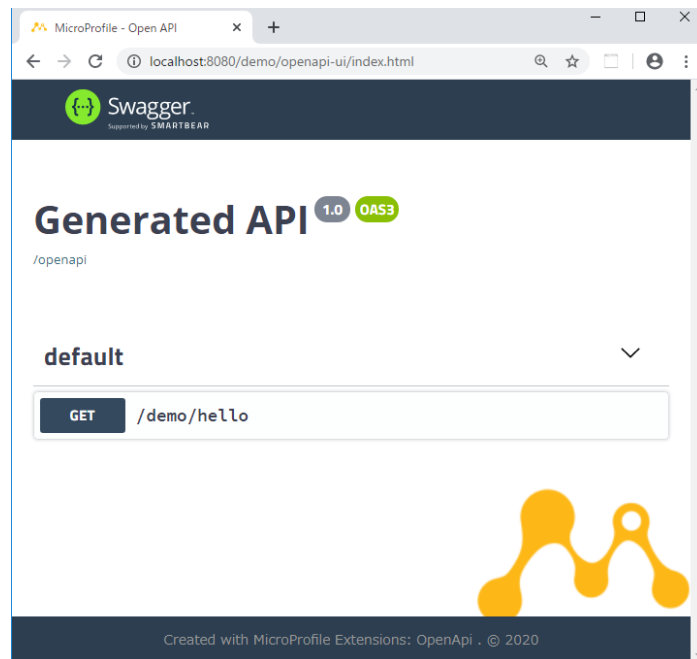 MicroProfile - Open API
localhost:8080/demo/openapi-ui/index.html
{···} Swagger.
Supported by SMARTBEAR
Generated API 1.0 OAS3
/openapi
default
GET /demo/hello
Created with MicroProfile Extensions: OpenApi . © 2020